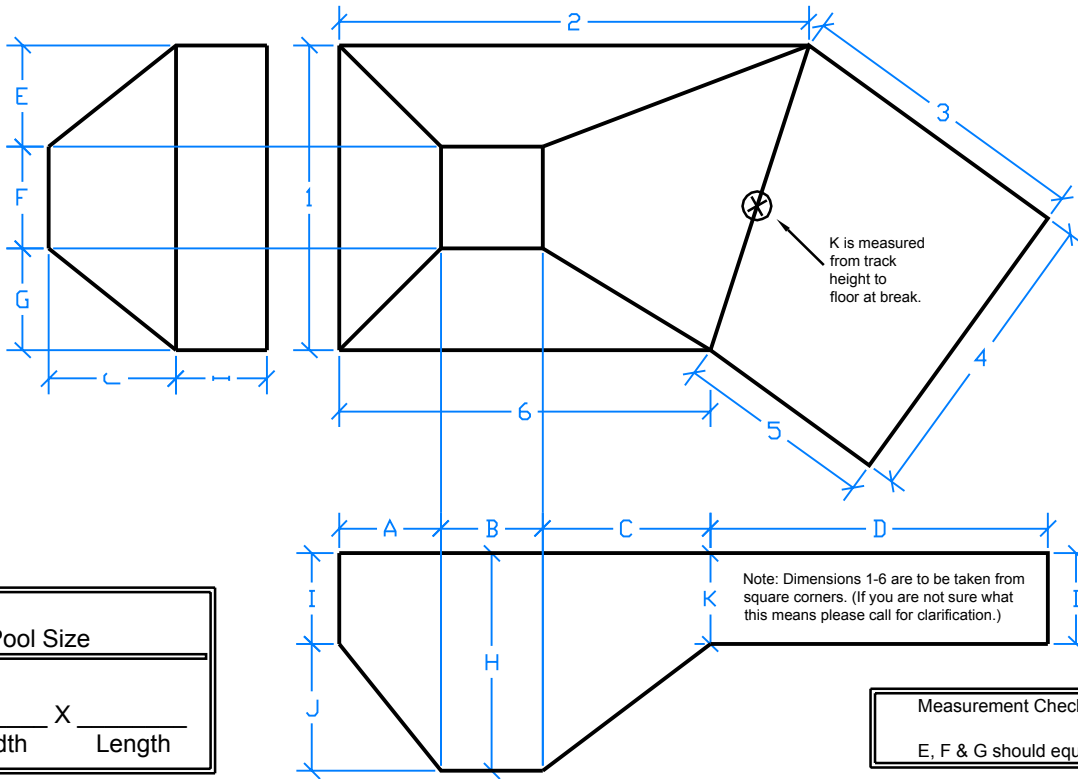 2
E
F
G
1
3
K is measured
from track
height to
floor at break.
4
J
I
6
5
A
B
C
D
I
J
H
K
Note: Dimensions 1-6 are to be taken from
square corners. (If you are not sure what
this means please call for clarification.)
Pool Size
X
Length
Measurement Check
E, F & G should